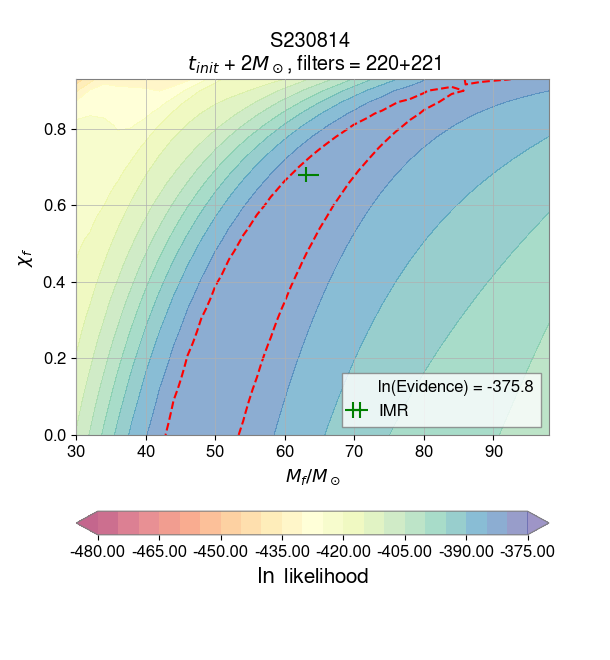 S230814
t_init + 2M_⊙, filters = 220+221
0.8
0.6
0.4
0.2
0.0
χ_f
30 40 50 60 70 80 90
M_f/M_⊙
ln(Evidence) = -375.8
IMR
-480.00 -465.00 -450.00 -435.00 -420.00 -405.00 -390.00 -375.00
ln likelihood